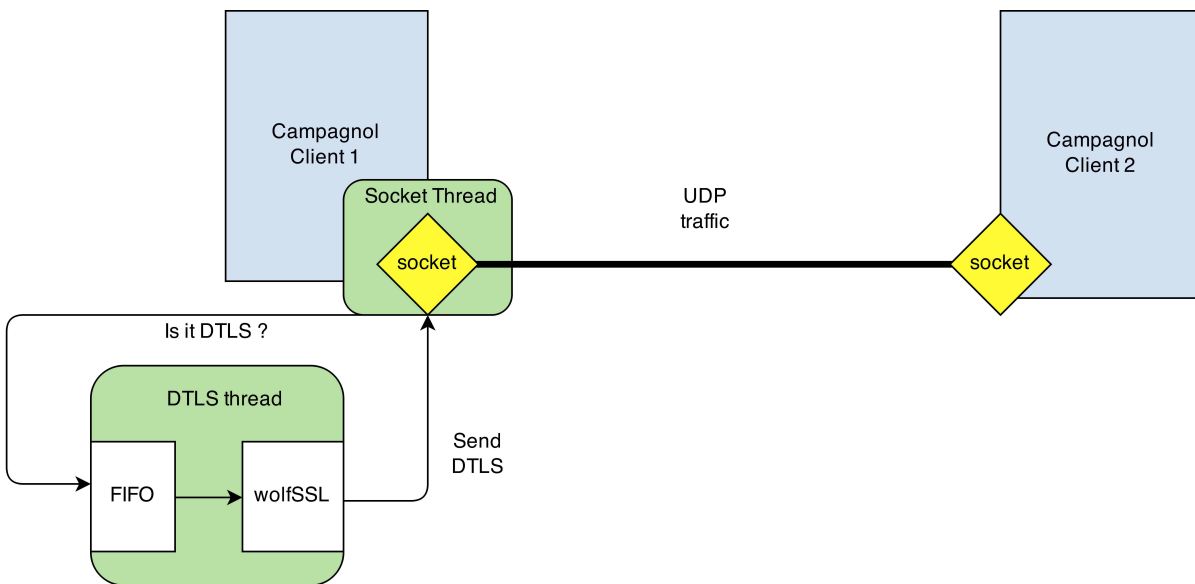 Campagnol
Client 1
Campagnol
Client 2
Socket Thread
UDP
traffic
socket
socket
Is it DTLS ?
DTLS thread
Send
DTLS
FIFO
wolfSSL